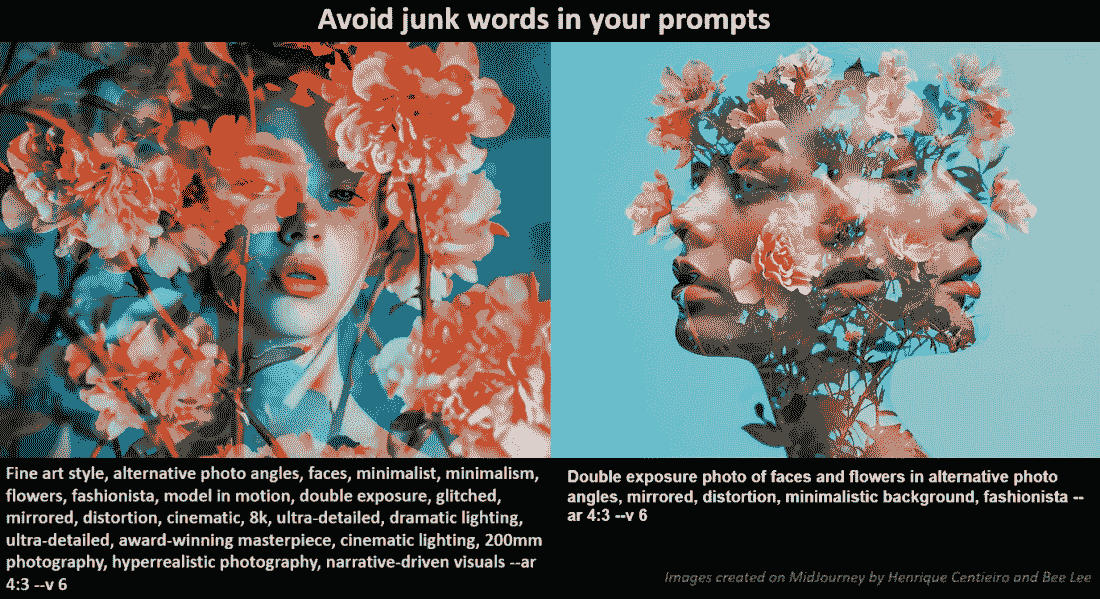 Avoid junk words in your prompts
Fine art style, alternative photo angles, faces, minimalist, minimalism,
flowers, fashionista, model in motion, double exposure, glitched,
mirrored, distortion, cinematic, 8k, ultra-detailed, dramatic lighting,
ultra-detailed, award-winning masterpiece, cinematic lighting, 200mm
photography, hyperrealistic photography, narrative-driven visuals --ar
4:3 --v 6
Double exposure photo of faces and flowers in alternative photo
angles, mirrored, distortion, minimalistic background, fashionista --
ar 4:3 --v 6
Images created on MidJourney by Henrique Centieiro and Bee Lee